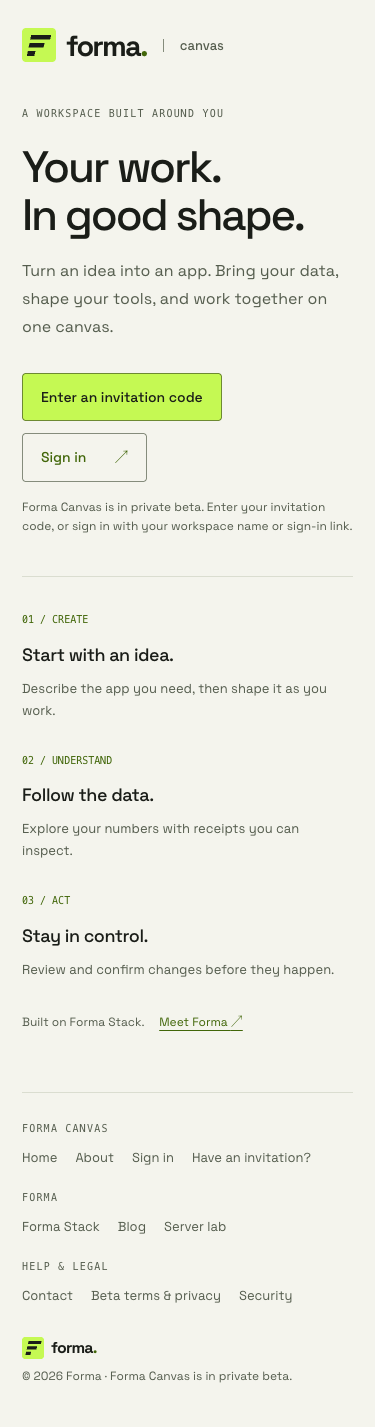 forma. | canvas
A WORKSPACE BUILT AROUND YOU
Your work.
In good shape.
Turn an idea into an app. Bring your data,
shape your tools, and work together on
one canvas.
Enter an invitation code
Sign in ↗
Forma Canvas is in private beta. Enter your invitation
code, or sign in with your workspace name or sign-in link.
01 / CREATE
Start with an idea.
Describe the app you need, then shape it as you
work.
02 / UNDERSTAND
Follow the data.
Explore your numbers with receipts you can
inspect.
03 / ACT
Stay in control.
Review and confirm changes before they happen.
Built on Forma Stack. Meet Forma ↗
FORMA CANVAS
Home About Sign in Have an invitation?
FORMA
Forma Stack Blog Server lab
HELP & LEGAL
Contact Beta terms & privacy Security
forma.
© 2026 Forma · Forma Canvas is in private beta.